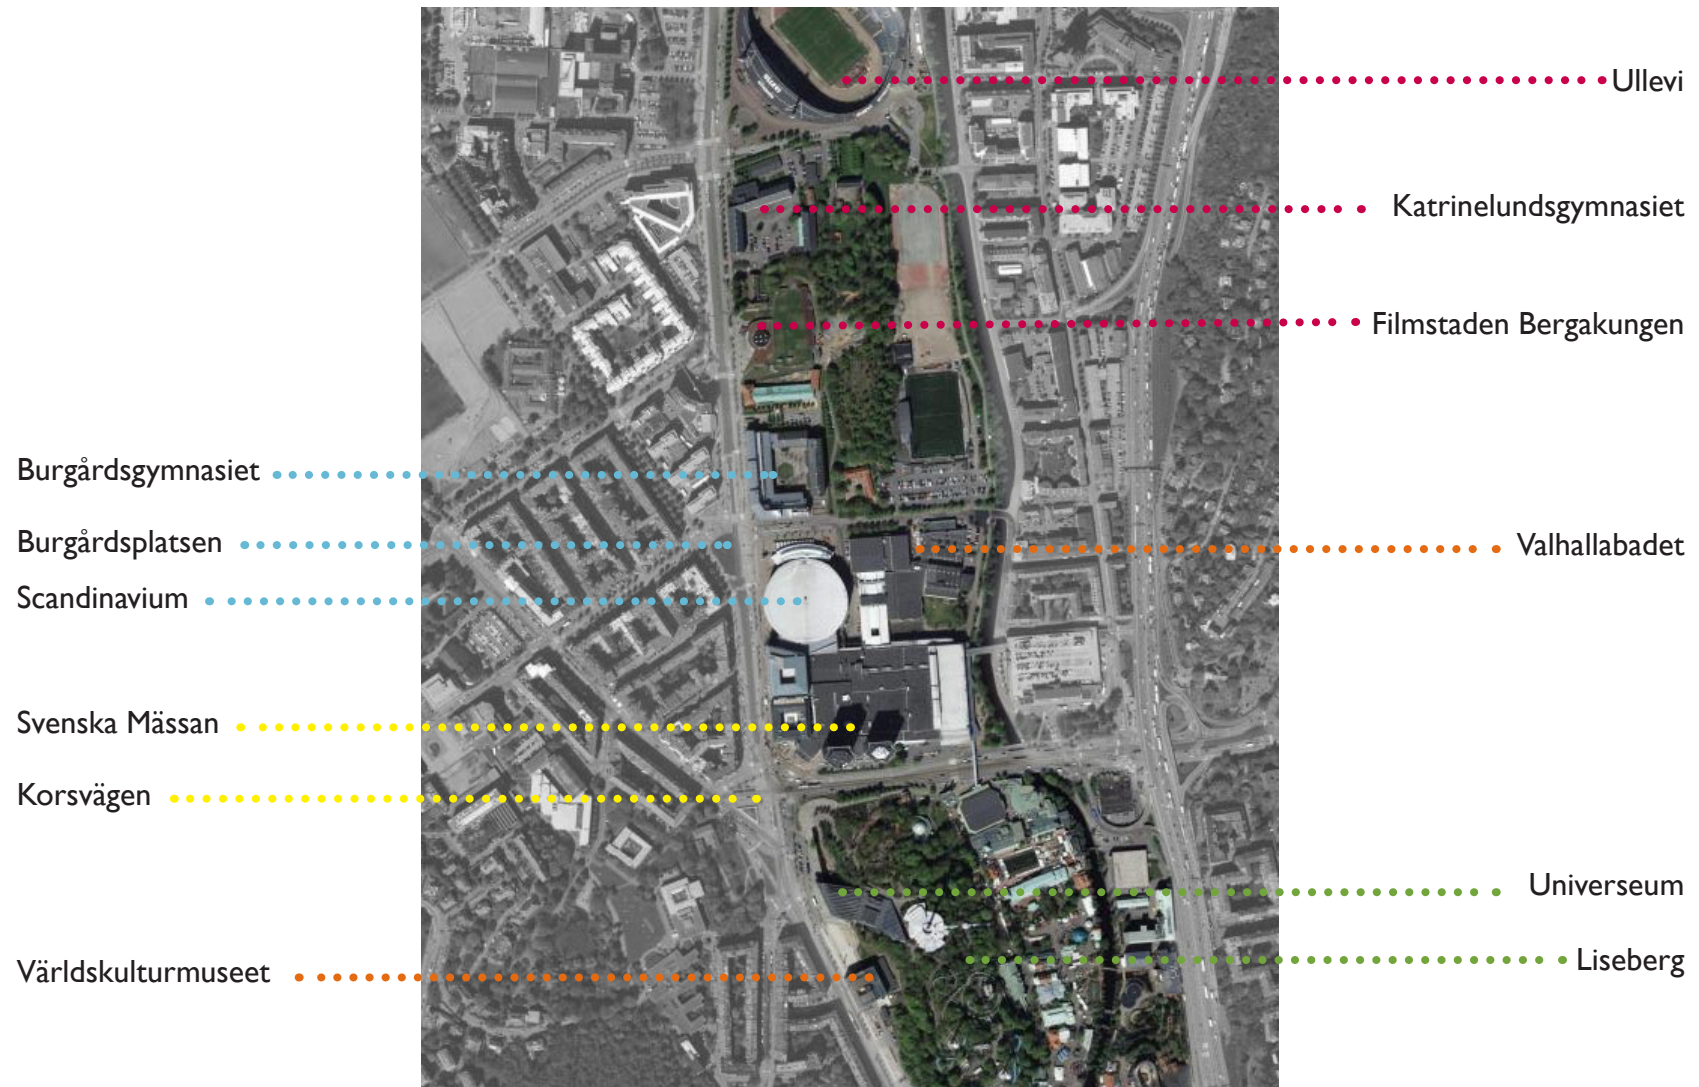 Ullevi
Katrinelundsgymnasiet
Filmstaden Bergakungen
Burgårdsgymnasiet
Burgårdsplatsen
Valhallabadet
Scandinavium
Svenska Mässan
Korsvägen
Universeum
Liseberg
Världskulturmuseet